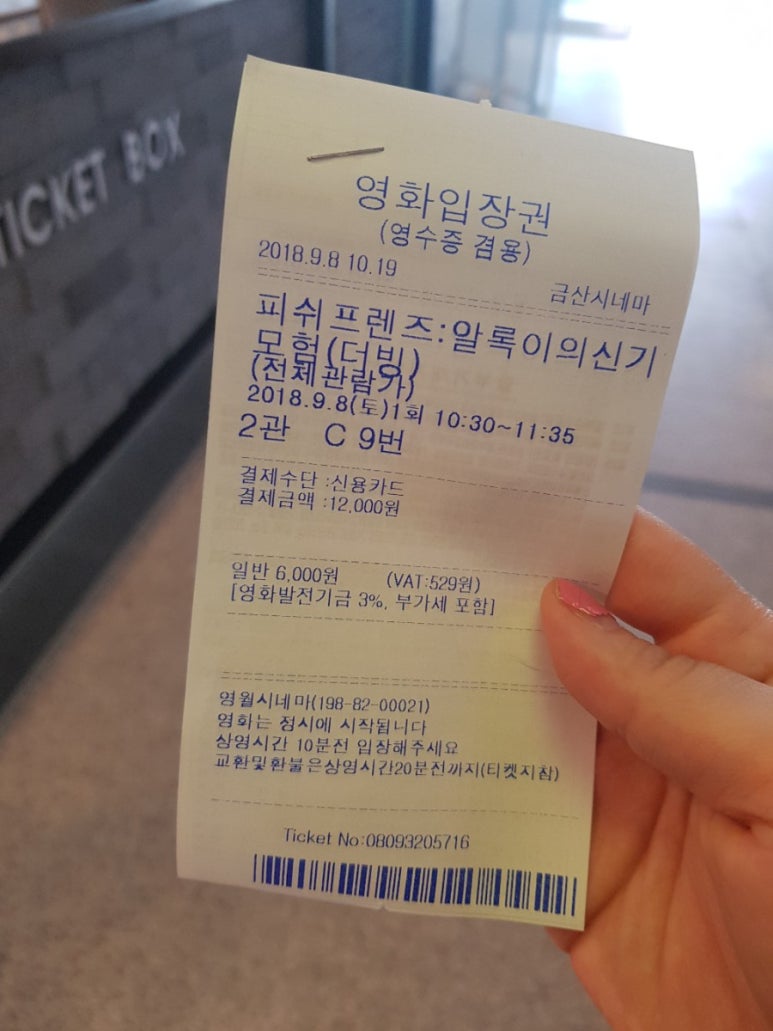 TICKET BOX
영화입장권
(영수증 겸용)
2018.9.8 10.19
금산시네마
피쉬프렌즈:알록이의신기
모험(더빙)
(전체관람가)
2018.9.8(토)1회 10:30~11:35
2관 C 9번
결제수단 :신용카드
결제금액 :12,000원
일반 6,000원 (VAT:529원)
[영화발전기금 3%, 부가세 포함]
영월시네마(198-82-00021)
영화는 정시에 시작됩니다
상영시간 10분전 입장해주세요
교환및환불은상영시간20분전까지(티켓지참)
Ticket No:08093205716